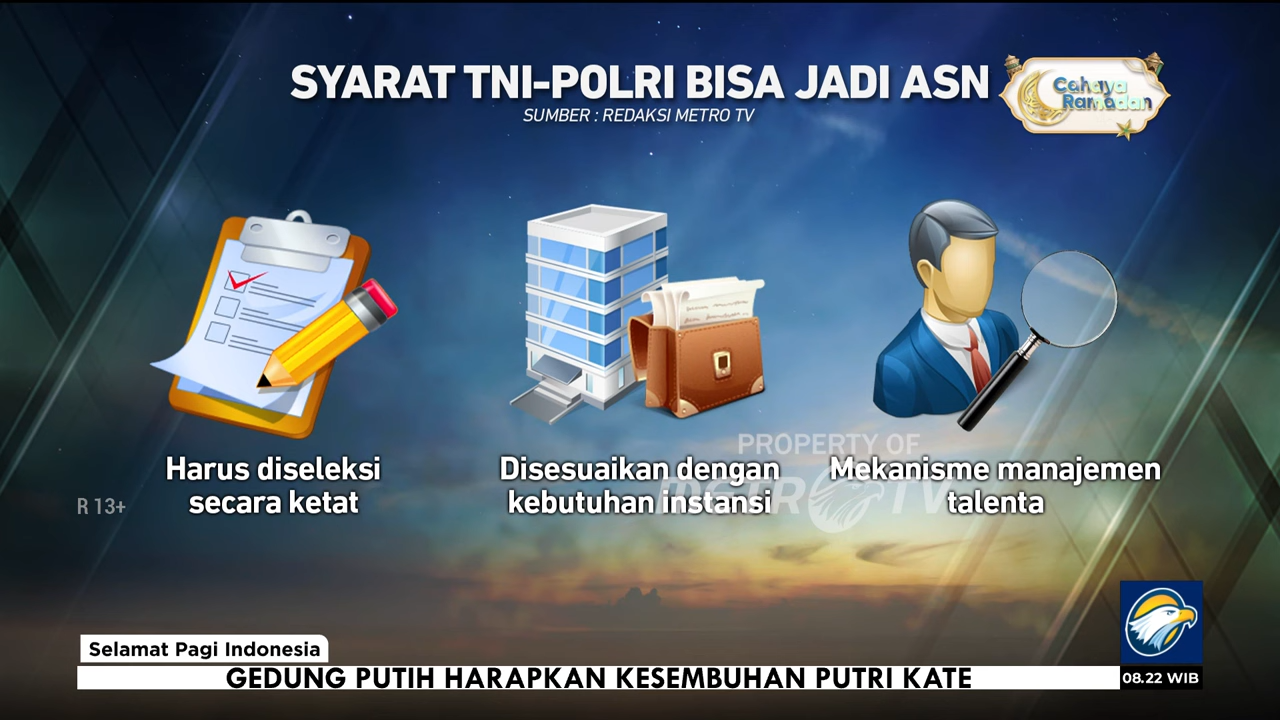 SYARAT TNI-POLRI BISA JADI ASN
SUMBER : REDAKSI METRO TV
Cahaya
Ramadan
Harus diseleksi
secara ketat
Disesuaikan dengan
kebutuhan instansi
Mekanisme manajemen
talenta
PROPERTY OF
METRO TV
R 13+
Selamat Pagi Indonesia
GEDUNG PUTIH HARAPKAN KESEMBUHAN PUTRI KATE
08.22 WIB